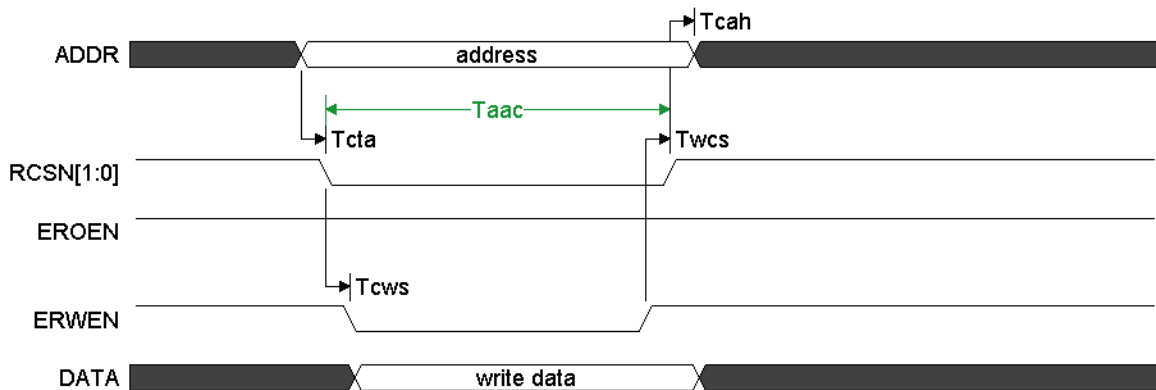 Tcah
ADDR address
Taac
Tcta Twcs
RCSN[1:0]
EROEN
Tcws
ERWEN
DATA write data